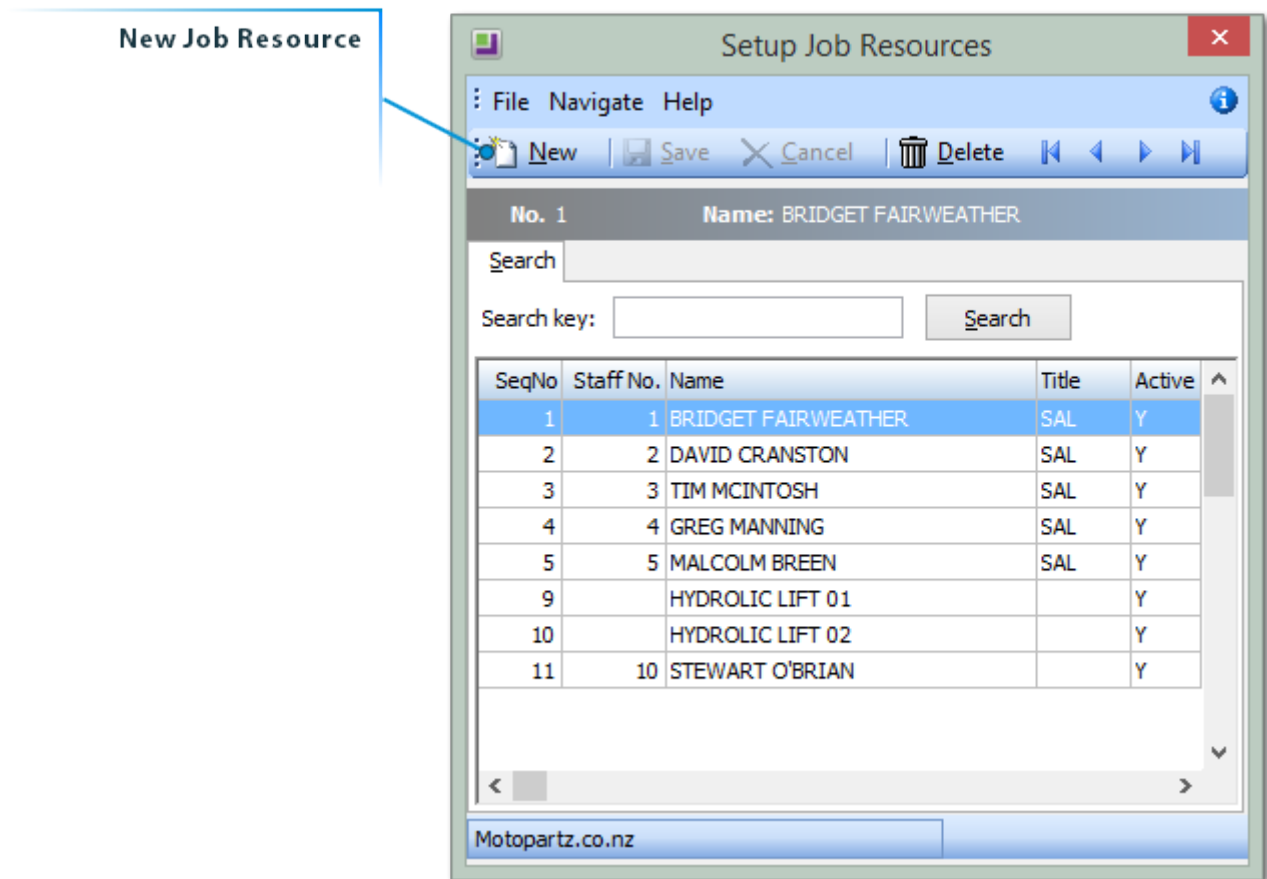 New Job Resource
Setup Job Resources
File Navigate Help
New Save Cancel Delete
No. 1 Name: BRIDGET FAIRWEATHER
Search
Search key: Search
SeqNo Staff No. Name Title Active
1 1 BRIDGET FAIRWEATHER SAL Y
2 2 DAVID CRANSTON SAL Y
3 3 TIM MCINTOSH SAL Y
4 4 GREG MANNING SAL Y
5 5 MALCOLM BREEN SAL Y
9 HYDROLIC LIFT 01 Y
10 HYDROLIC LIFT 02 Y
11 10 STEWART O'BRIAN Y
Motopartz.co.nz